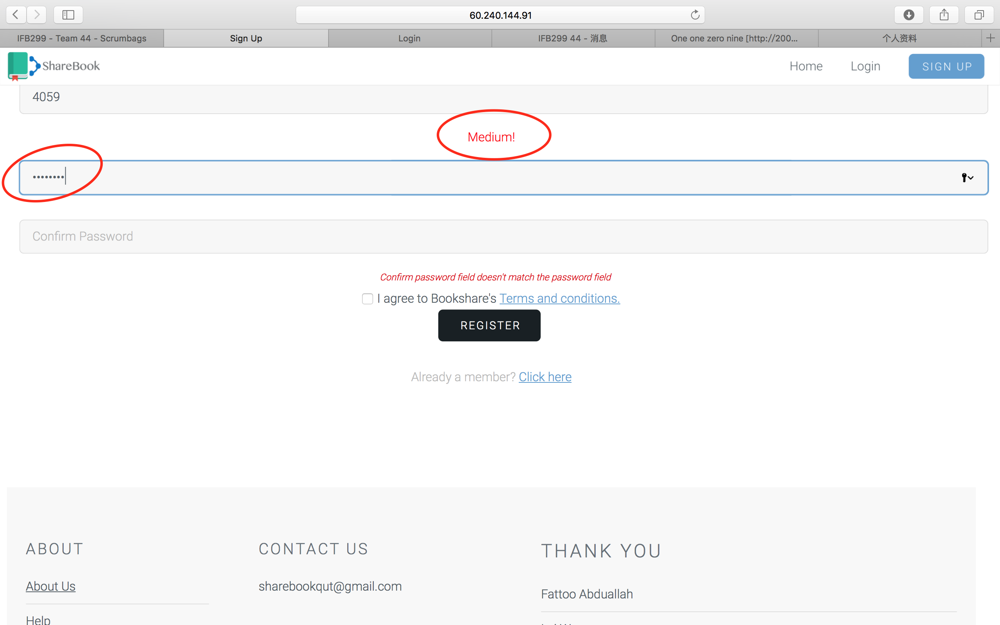 60.240.144.91
IFB299 - Team 44 - Scrumbags
Sign Up
Login
IFB299 44 - 消息
One one zero nine [http://200...
个人资料
ShareBook
Home
Login
SIGN UP
4059
Medium!
Confirm Password
Confirm password field doesn't match the password field
I agree to Bookshare's Terms and conditions.
REGISTER
Already a member? Click here
ABOUT
About Us
Help
CONTACT US
sharebookqut@gmail.com
THANK YOU
Fattoo Abduallah